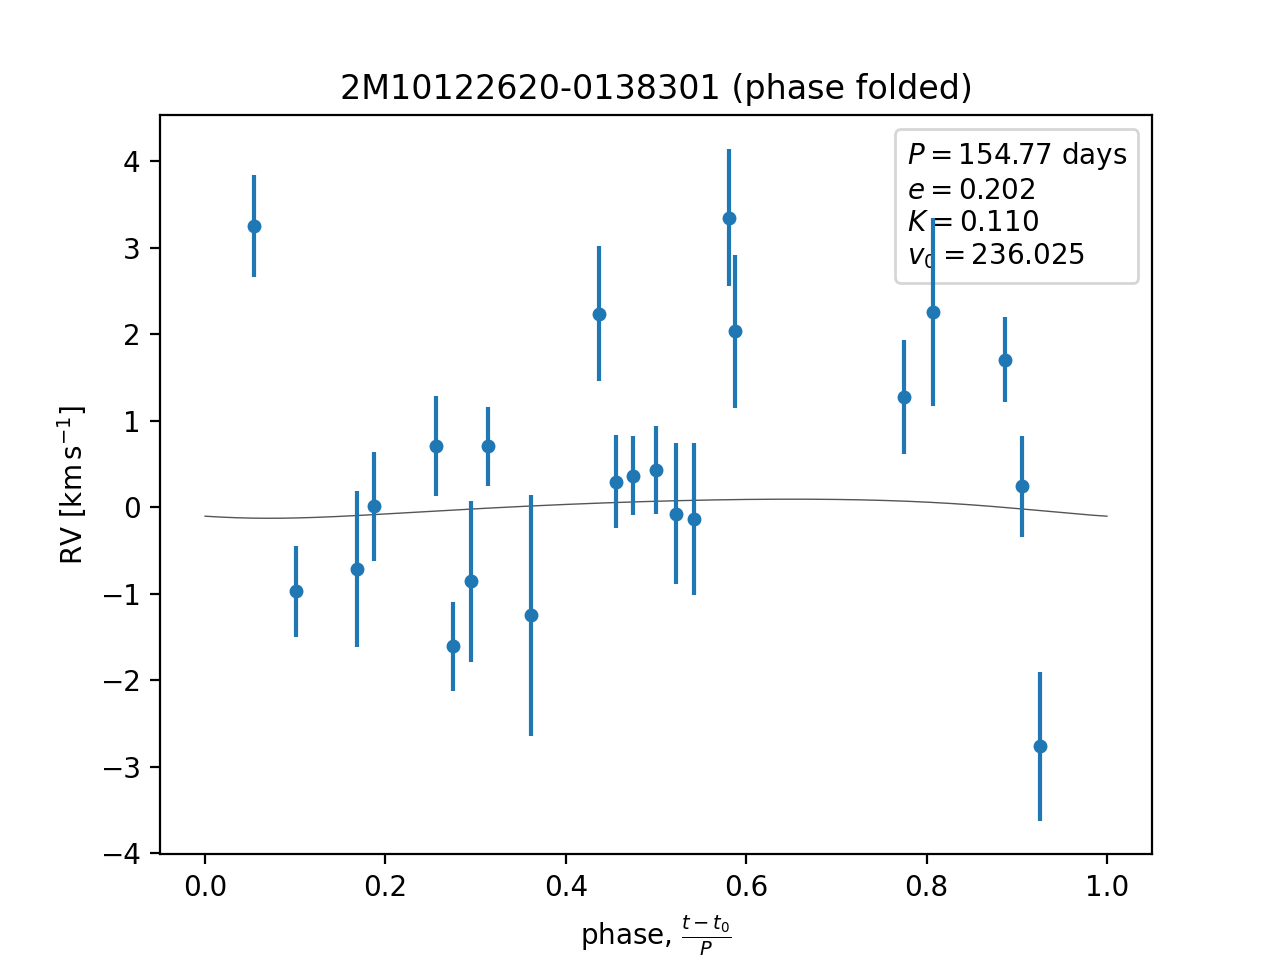 2M10122620-0138301 (phase folded)
P = 154.77 days
e = 0.202
K = 0.110
v₀ = 236.025
4
3
2
1
0
−1
−2
−3
−4
RV [km s⁻¹]
0.0 0.2 0.4 0.6 0.8 1.0
phase, (t − t₀)/P